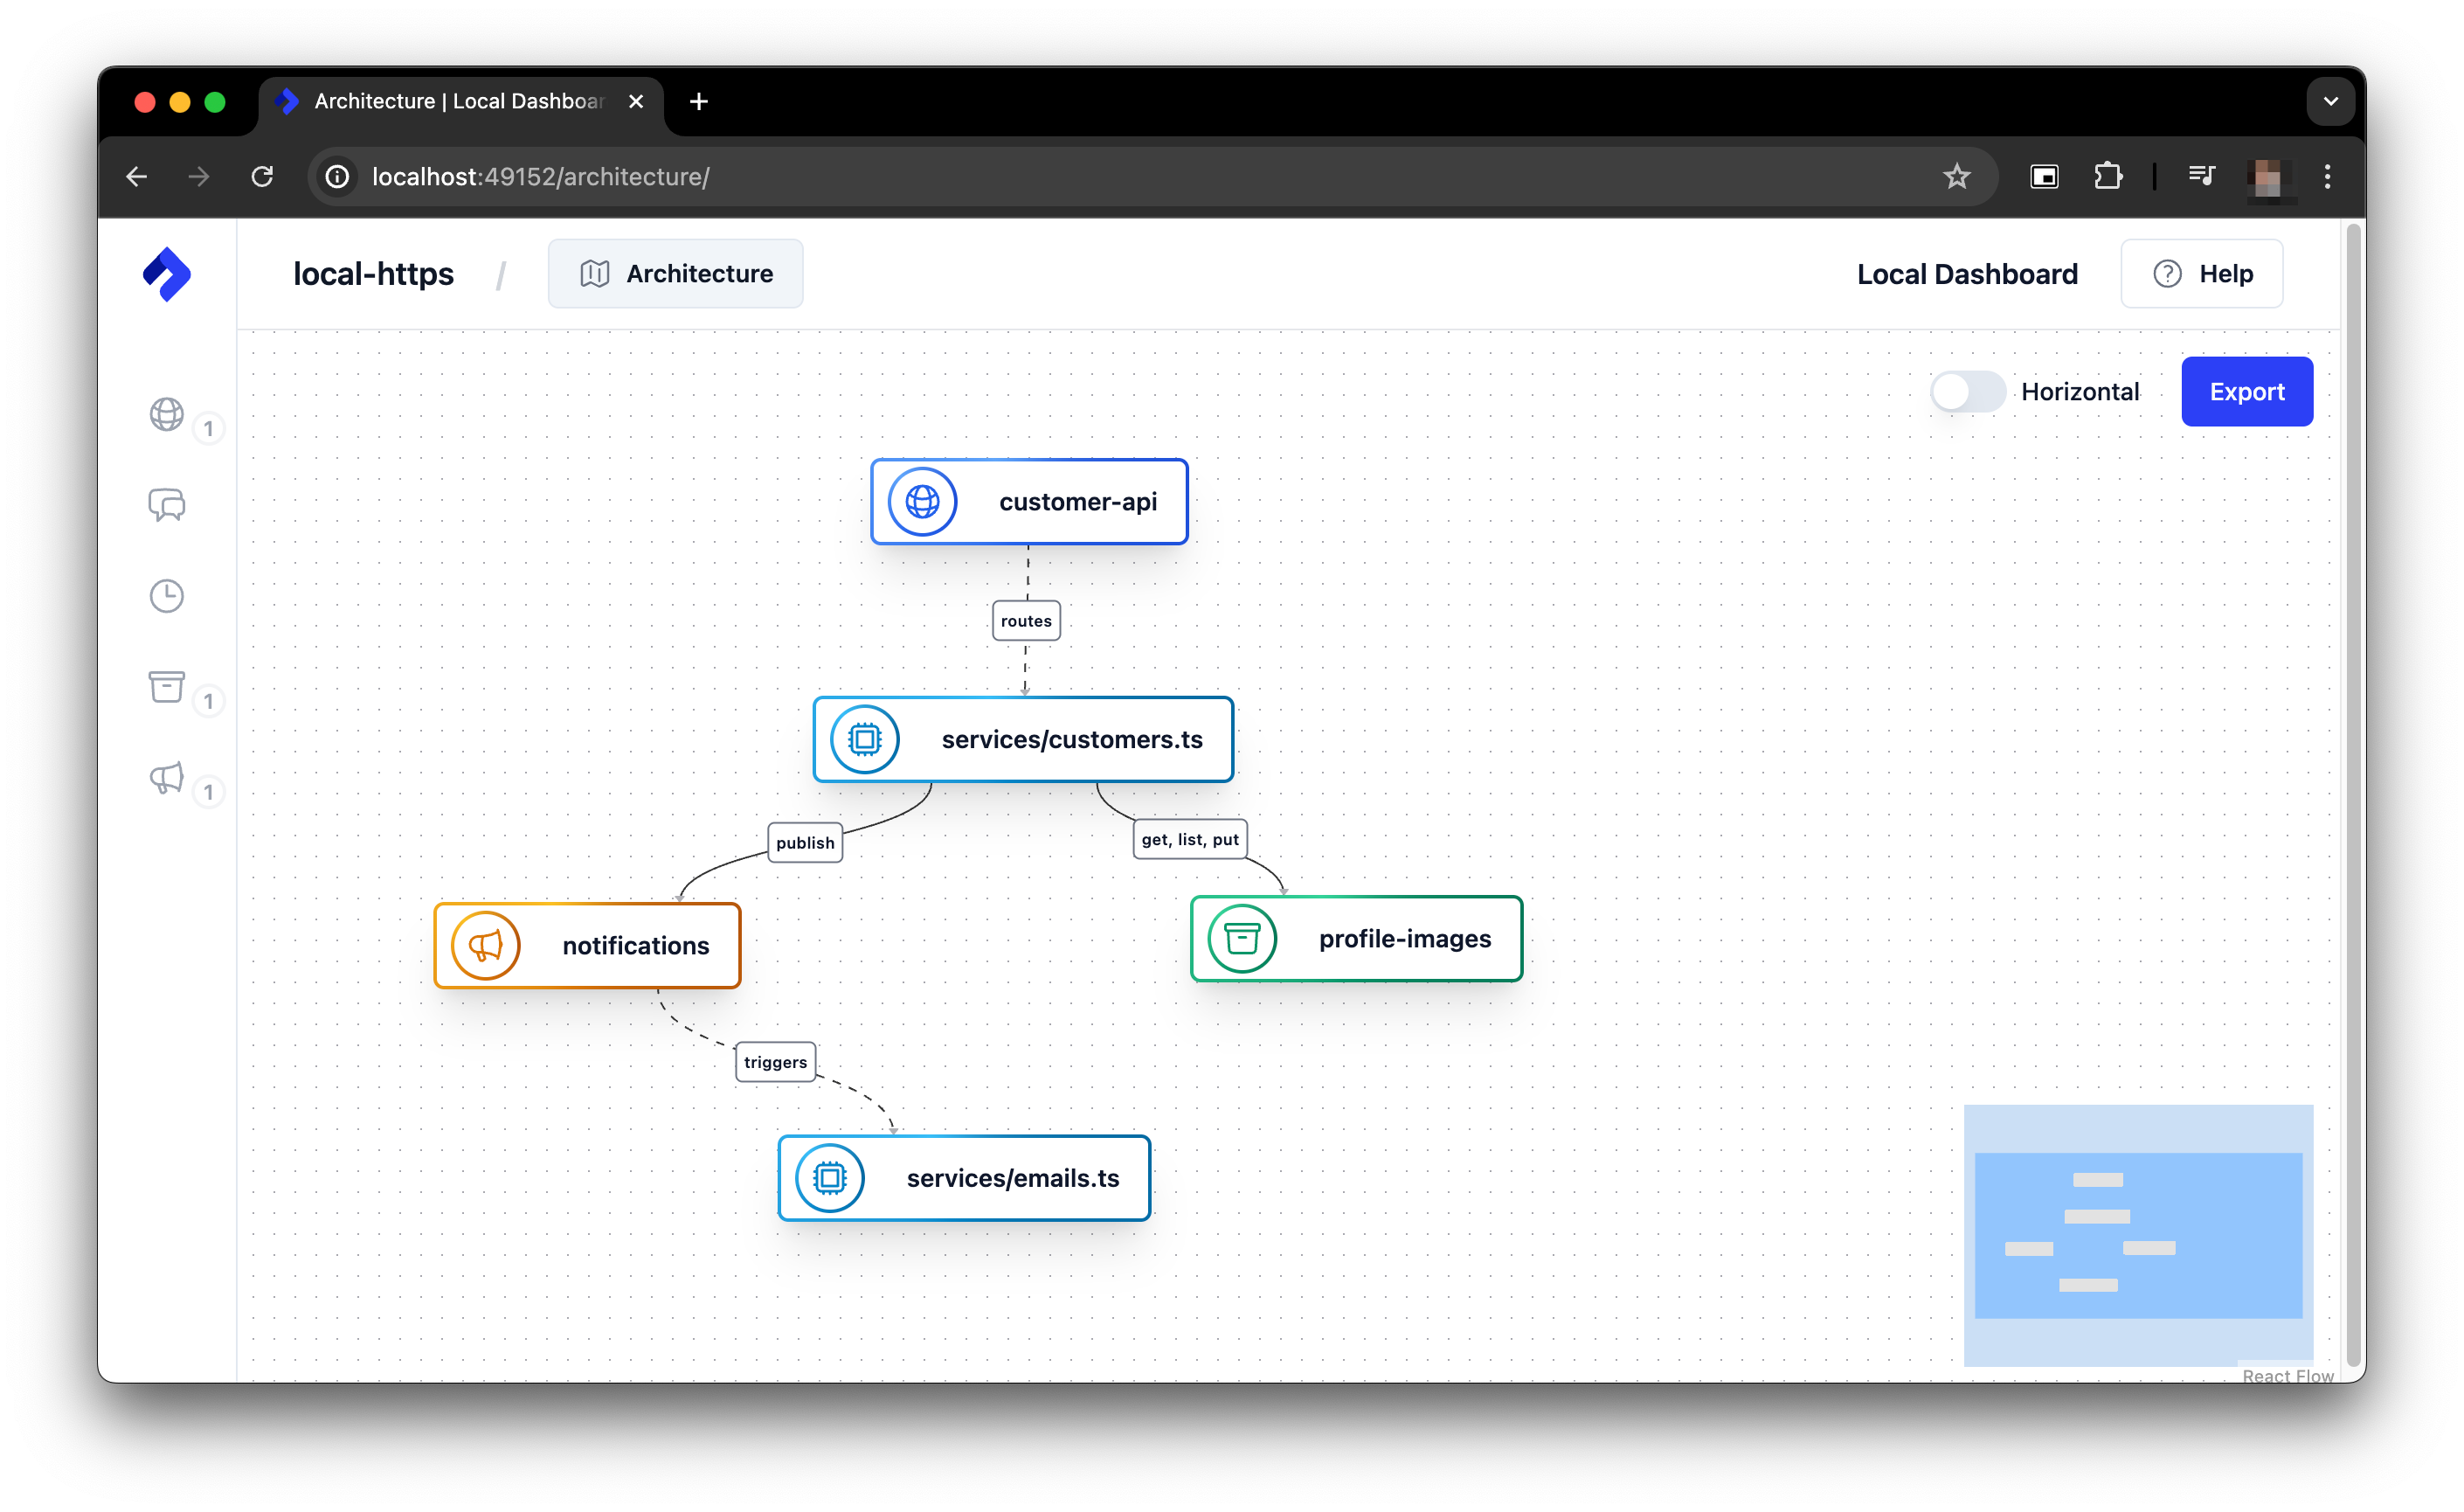 Architecture | Local Dashboar
localhost:49152/architecture/
local-https / Architecture
Local Dashboard
Help
Horizontal
Export
1
1
1
customer-api
routes
services/customers.ts
publish
get, list, put
notifications
profile-images
triggers
services/emails.ts
React Flow